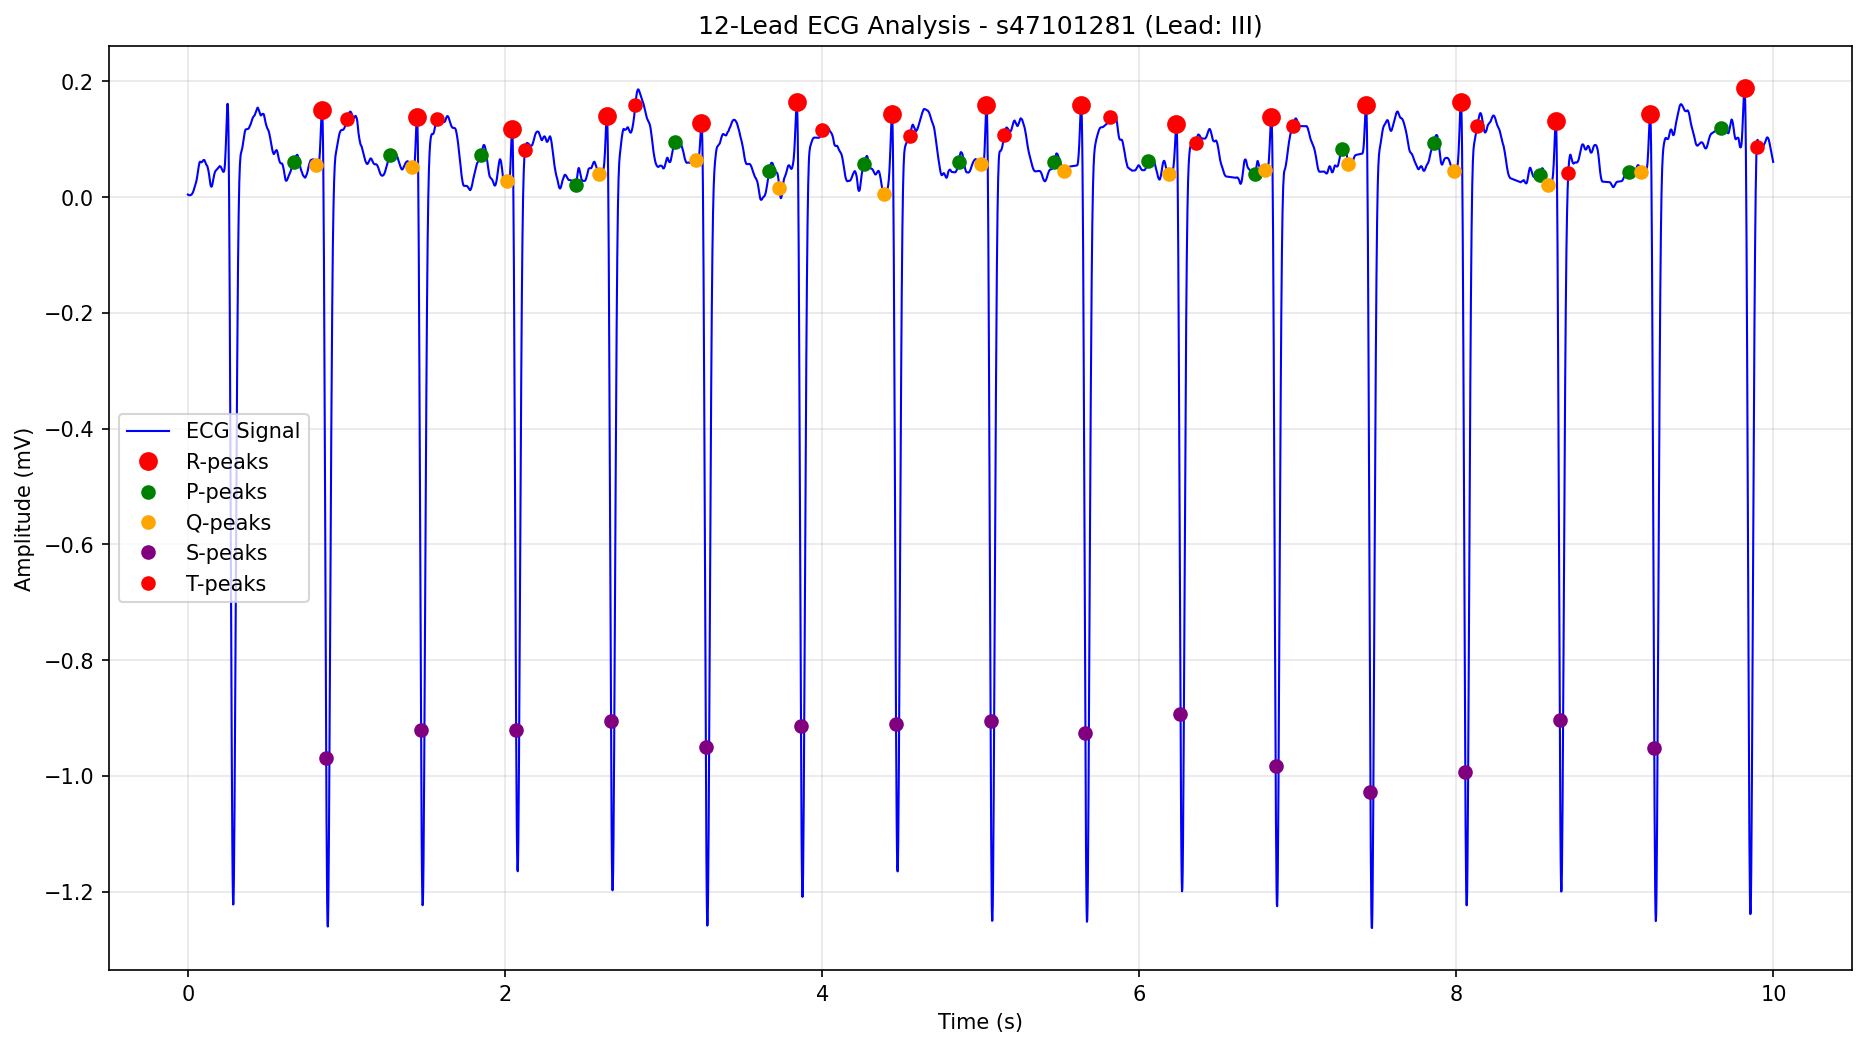 12-Lead ECG Analysis - s47101281 (Lead: III)
0.2
0.0
−0.2
−0.4
−0.6
−0.8
−1.0
−1.2
Amplitude (mV)
ECG Signal
R-peaks
P-peaks
Q-peaks
S-peaks
T-peaks
0 2 4 6 8 10
Time (s)